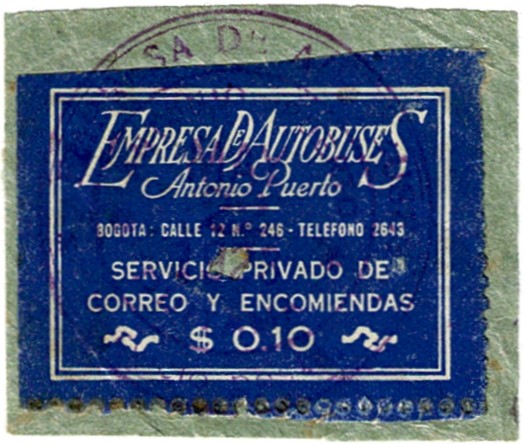 SA DE A
EMPRESA DE AUTOBUSES
Antonio Puerto
BOGOTA: CALLE 12 N.º 246 - TELEFONO 2643
SERVICIO PRIVADO DE
CORREO Y ENCOMIENDAS
$ 0.10